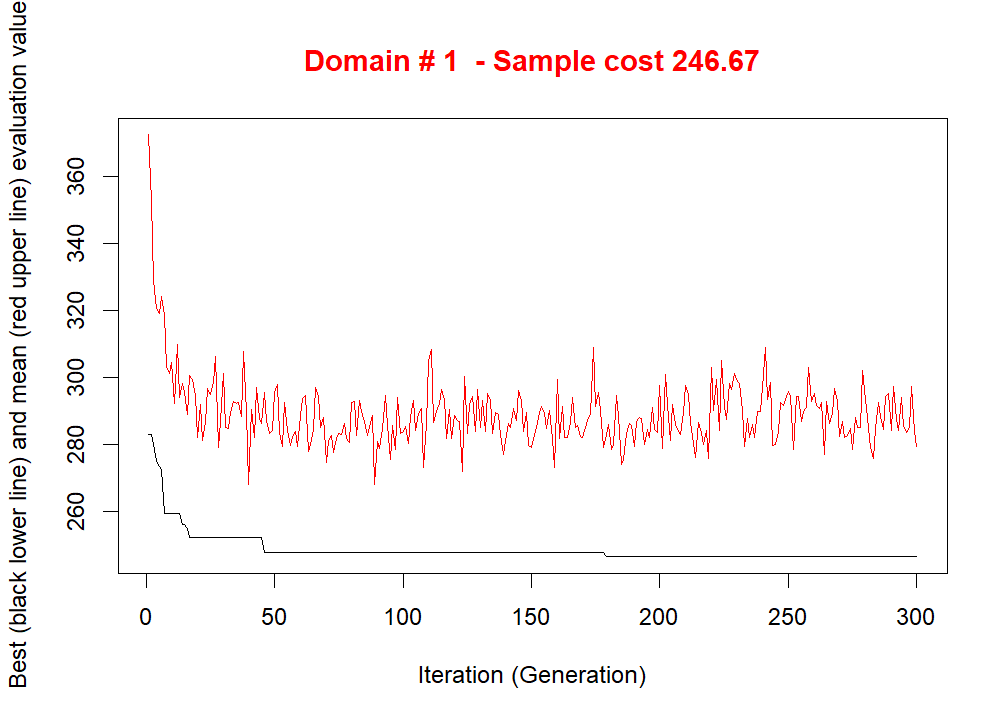 Domain # 1  - Sample cost 246.67
Best (black lower line) and mean (red upper line) evaluation value
360
340
320
300
280
260
0 50 100 150 200 250 300
Iteration (Generation)